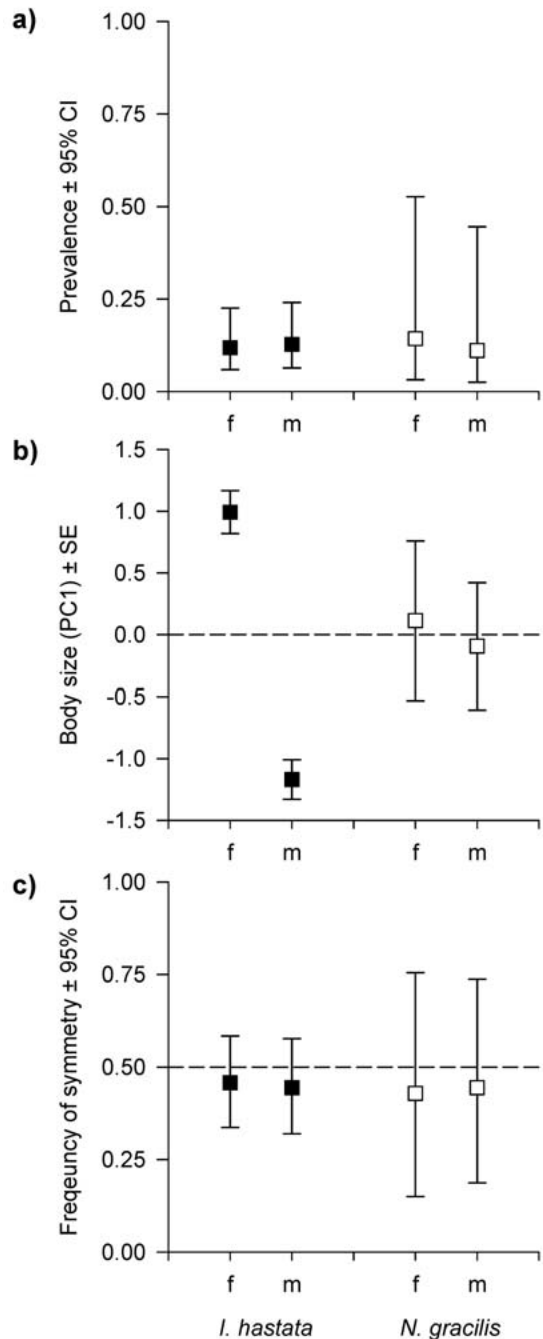 a)
Prevalence ± 95% CI
1.00
0.75
0.50
0.25
0.00
f m f m
b)
Body size (PC1) ± SE
1.5
1.0
0.5
0.0
-0.5
-1.0
-1.5
f m f m
c)
Freqeuncy of symmetry ± 95% CI
1.00
0.75
0.50
0.25
0.00
f m f m
I. hastata N. gracilis